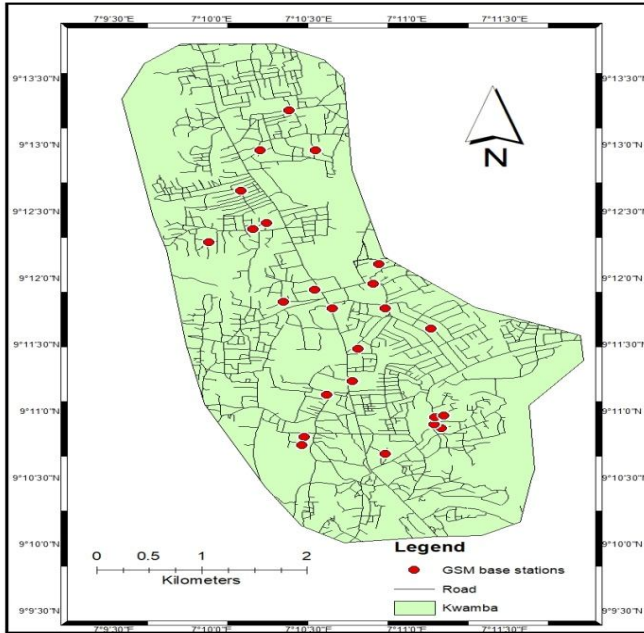 7°9'30"E 7°10'0"E 7°10'30"E 7°11'0"E 7°11'30"E
9°13'30"N 9°13'30"N
9°13'0"N 9°13'0"N
N
9°12'30"N 9°12'30"N
9°12'0"N 9°12'0"N
9°11'30"N 9°11'30"N
9°11'0"N 9°11'0"N
9°10'30"N 9°10'30"N
9°10'0"N 9°10'0"N
Legend
0 0.5 1 2
GSM base stations
Kilometers
Road
Kwamba
9°9'30"N 9°9'30"N
7°9'30"E 7°10'0"E 7°10'30"E 7°11'0"E 7°11'30"E